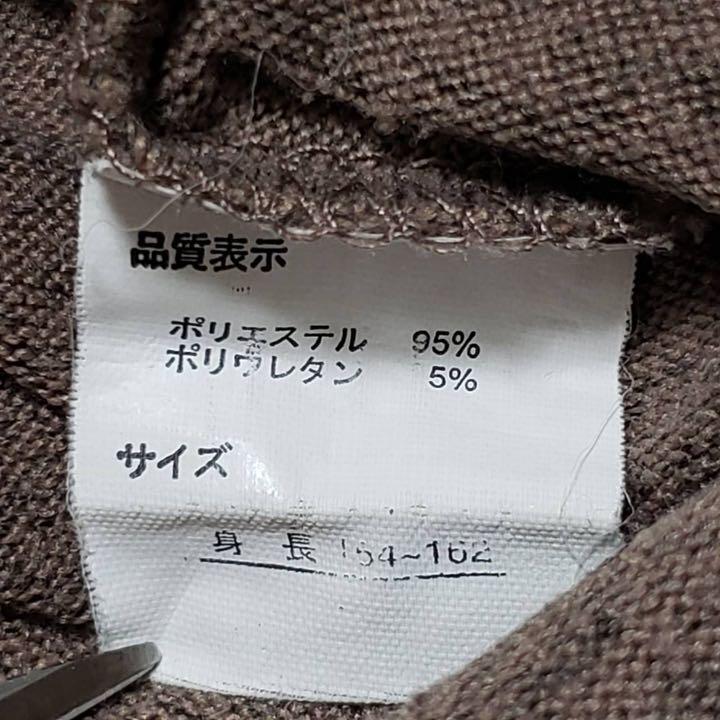 品質表示
ポリエステル 95%
ポリウレタン 5%
サイズ
身長 154~162